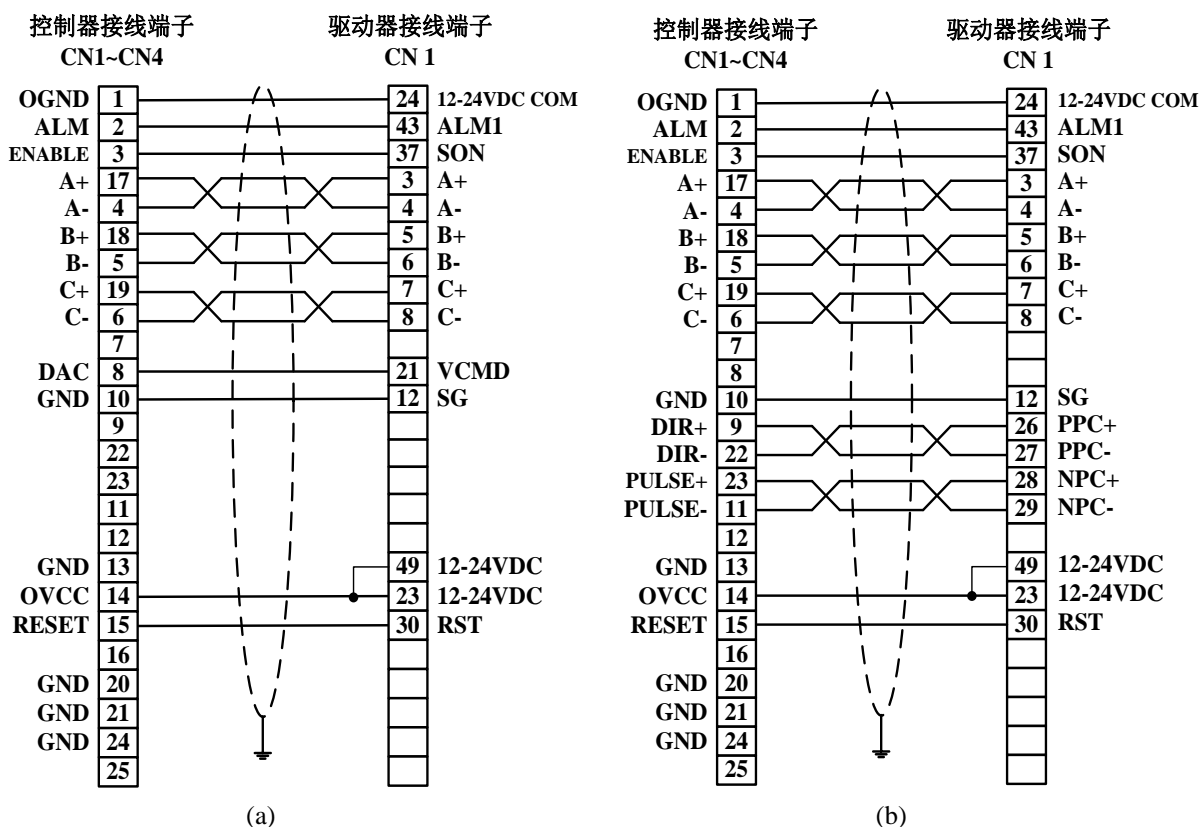 控制器接线端子 驱动器接线端子
CN1~CN4 CN 1
OGND 1 24 12-24VDC COM
ALM 2 43 ALM1
ENABLE 3 37 SON
A+ 17 3 A+
A- 4 4 A-
B+ 18 5 B+
B- 5 6 B-
C+ 19 7 C+
C- 6 8 C-
7
DAC 8 21 VCMD
GND 10 12 SG
9
22
23
11
12
GND 13 49 12-24VDC
OVCC 14 23 12-24VDC
RESET 15 30 RST
16
GND 20
GND 21
GND 24
25
(a)
控制器接线端子 驱动器接线端子
CN1~CN4 CN 1
OGND 1 24 12-24VDC COM
ALM 2 43 ALM1
ENABLE 3 37 SON
A+ 17 3 A+
A- 4 4 A-
B+ 18 5 B+
B- 5 6 B-
C+ 19 7 C+
C- 6 8 C-
7
8
GND 10 12 SG
DIR+ 9 26 PPC+
DIR- 22 27 PPC-
PULSE+ 23 28 NPC+
PULSE- 11 29 NPC-
12
GND 13 49 12-24VDC
OVCC 14 23 12-24VDC
RESET 15 30 RST
16
GND 20
GND 21
GND 24
25
(b)